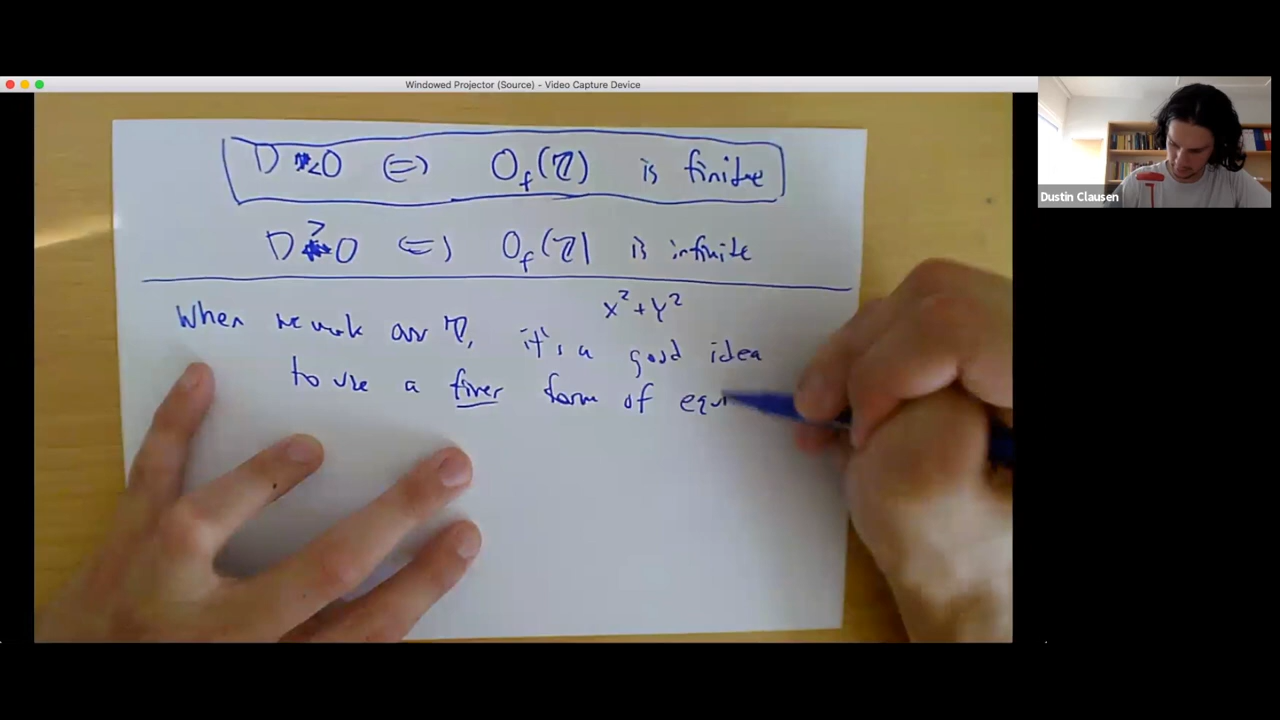 Windowed Projector (Source) - Video Capture Device
D < 0 ⇔ O_f(ℤ) is finite
D > 0 ⇔ O_f(ℤ) is infinite
x² + y²
When we work over ℤ, it's a good idea
to use a finer form of equi
Dustin Clausen